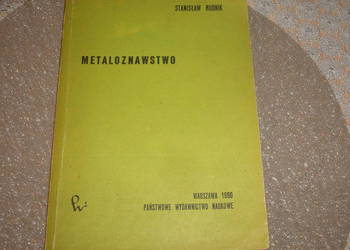 STANISŁAW RUDNIK
METALOZNAWSTWO
WARSZAWA 1980
PAŃSTWOWE WYDAWNICTWO NAUKOWE